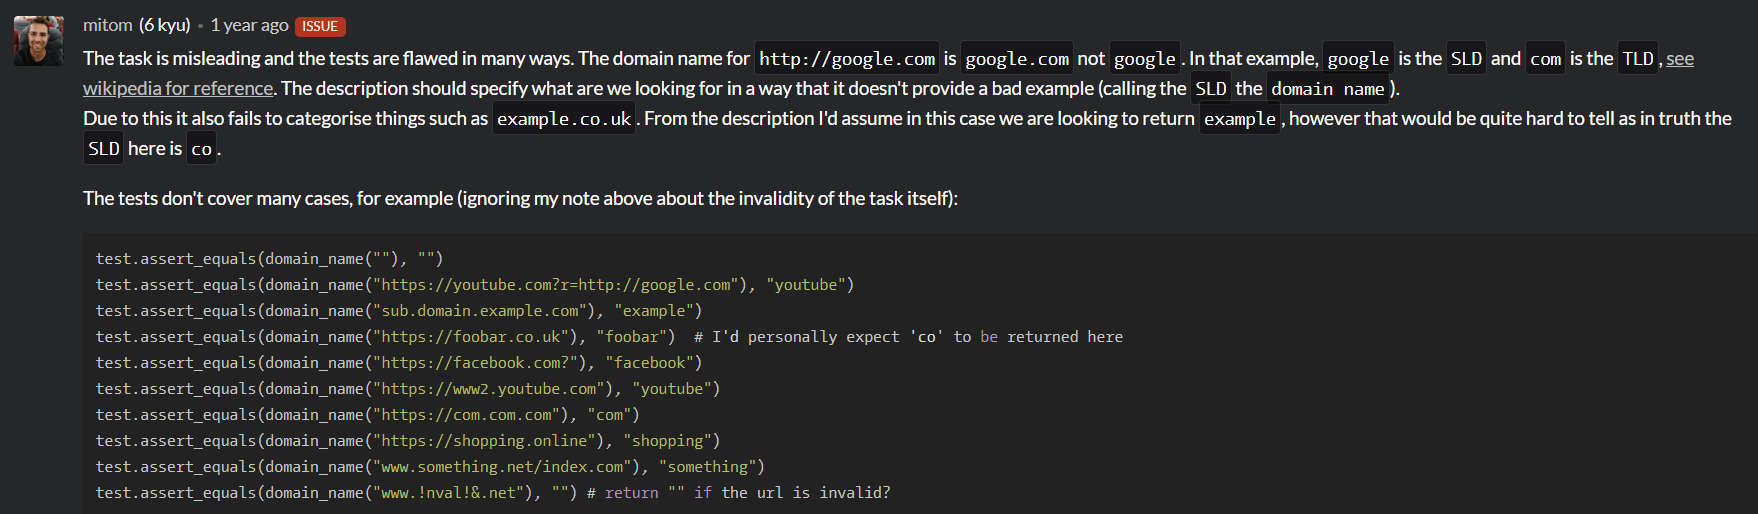 mitom (6 kyu) • 1 year ago ISSUE
The task is misleading and the tests are flawed in many ways. The domain name for http://google.com is google.com not google. In that example, google is the SLD and com is the TLD, see
wikipedia for reference. The description should specify what are we looking for in a way that it doesn't provide a bad example (calling the SLD the domain name).
Due to this it also fails to categorise things such as example.co.uk. From the description I'd assume in this case we are looking to return example, however that would be quite hard to tell as in truth the
SLD here is co.
The tests don't cover many cases, for example (ignoring my note above about the invalidity of the task itself):
test.assert_equals(domain_name(""), "")
test.assert_equals(domain_name("https://youtube.com?r=http://google.com"), "youtube")
test.assert_equals(domain_name("sub.domain.example.com"), "example")
test.assert_equals(domain_name("https://foobar.co.uk"), "foobar")  # I'd personally expect 'co' to be returned here
test.assert_equals(domain_name("https://facebook.com?"), "facebook")
test.assert_equals(domain_name("https://www2.youtube.com"), "youtube")
test.assert_equals(domain_name("https://com.com.com"), "com")
test.assert_equals(domain_name("https://shopping.online"), "shopping")
test.assert_equals(domain_name("www.something.net/index.com"), "something")
test.assert_equals(domain_name("www.!nval!&.net"), "") # return "" if the url is invalid?